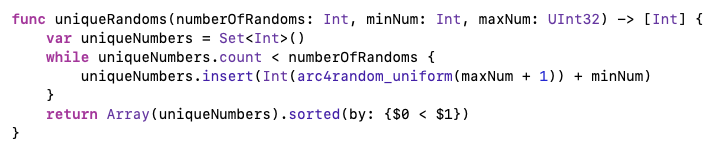 func uniqueRandoms(numberOfRandoms: Int, minNum: Int, maxNum: UInt32) -> [Int] {
    var uniqueNumbers = Set<Int>()
    while uniqueNumbers.count < numberOfRandoms {
        uniqueNumbers.insert(Int(arc4random_uniform(maxNum + 1)) + minNum)
    }
    return Array(uniqueNumbers).sorted(by: {$0 < $1})
}